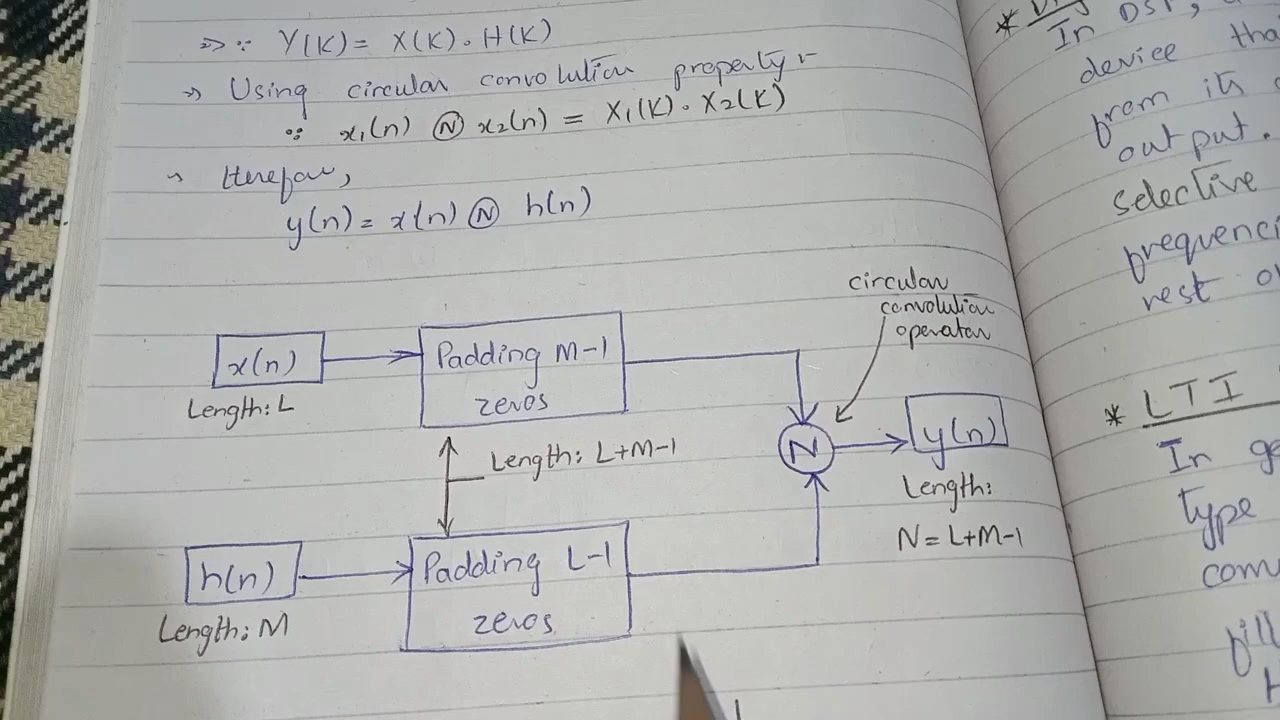 =>> ∵ Y(K) = X(K) . H(K)
->> Using circular convolution property :-
∵ x₁(n) Ⓝ x₂(n) = X₁(K) . X₂(K)
Therefore,
y(n) = x(n) Ⓝ h(n)
circular
convolution
operator
x(n)
Length: L
Padding M-1
zeros
Length: L+M-1
N
y(n)
Length:
N = L+M-1
h(n)
Length: M
Padding L-1
zeros
*
In DSP,
device tha
from its
output.
selective
frequenci
rest o
* LTI
In ge
type
com
fill